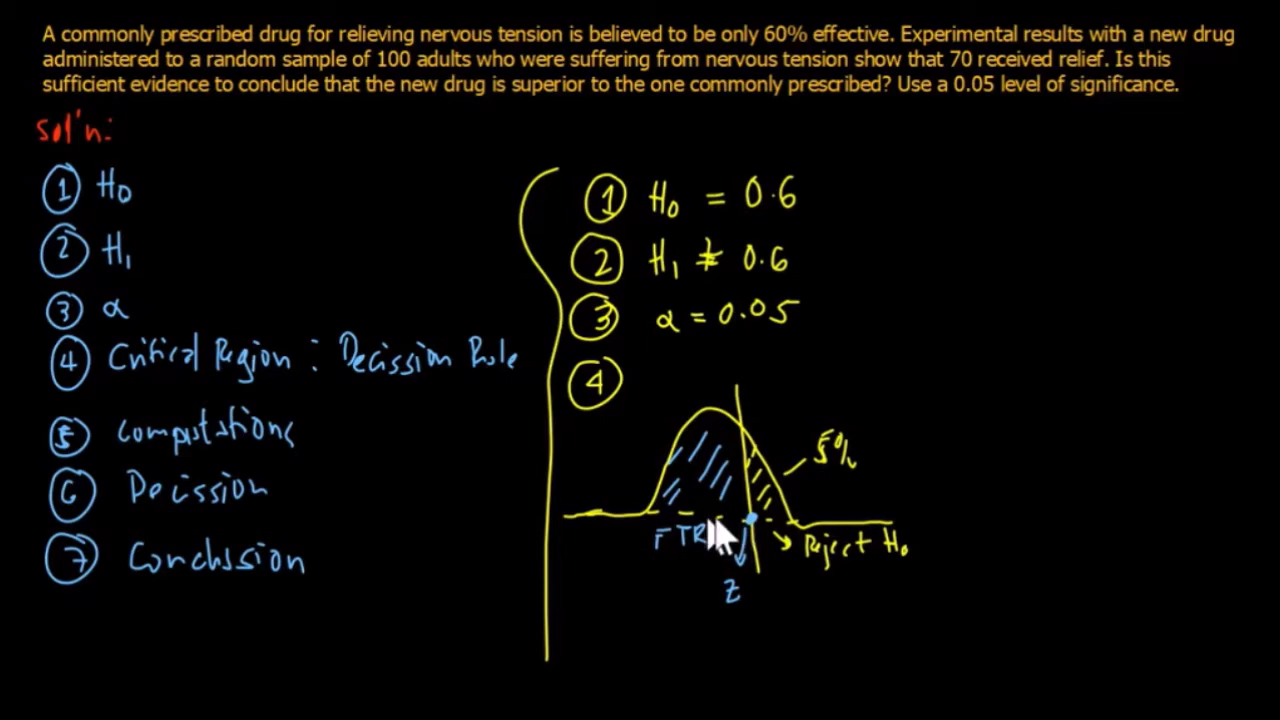 A commonly prescribed drug for relieving nervous tension is believed to be only 60% effective. Experimental results with a new drug
administered to a random sample of 100 adults who were suffering from nervous tension show that 70 received relief. Is this
sufficient evidence to conclude that the new drug is superior to the one commonly prescribed? Use a 0.05 level of significance.
Sol'n:
① H₀
② H₁
③ α
④ Critical Region : Decission Rule
⑤ Computations
⑥ Decission
⑦ Conclusion
① H₀ = 0.6
② H₁ ≠ 0.6
③ α = 0.05
④
5%
FTR
Reject H₀
Z